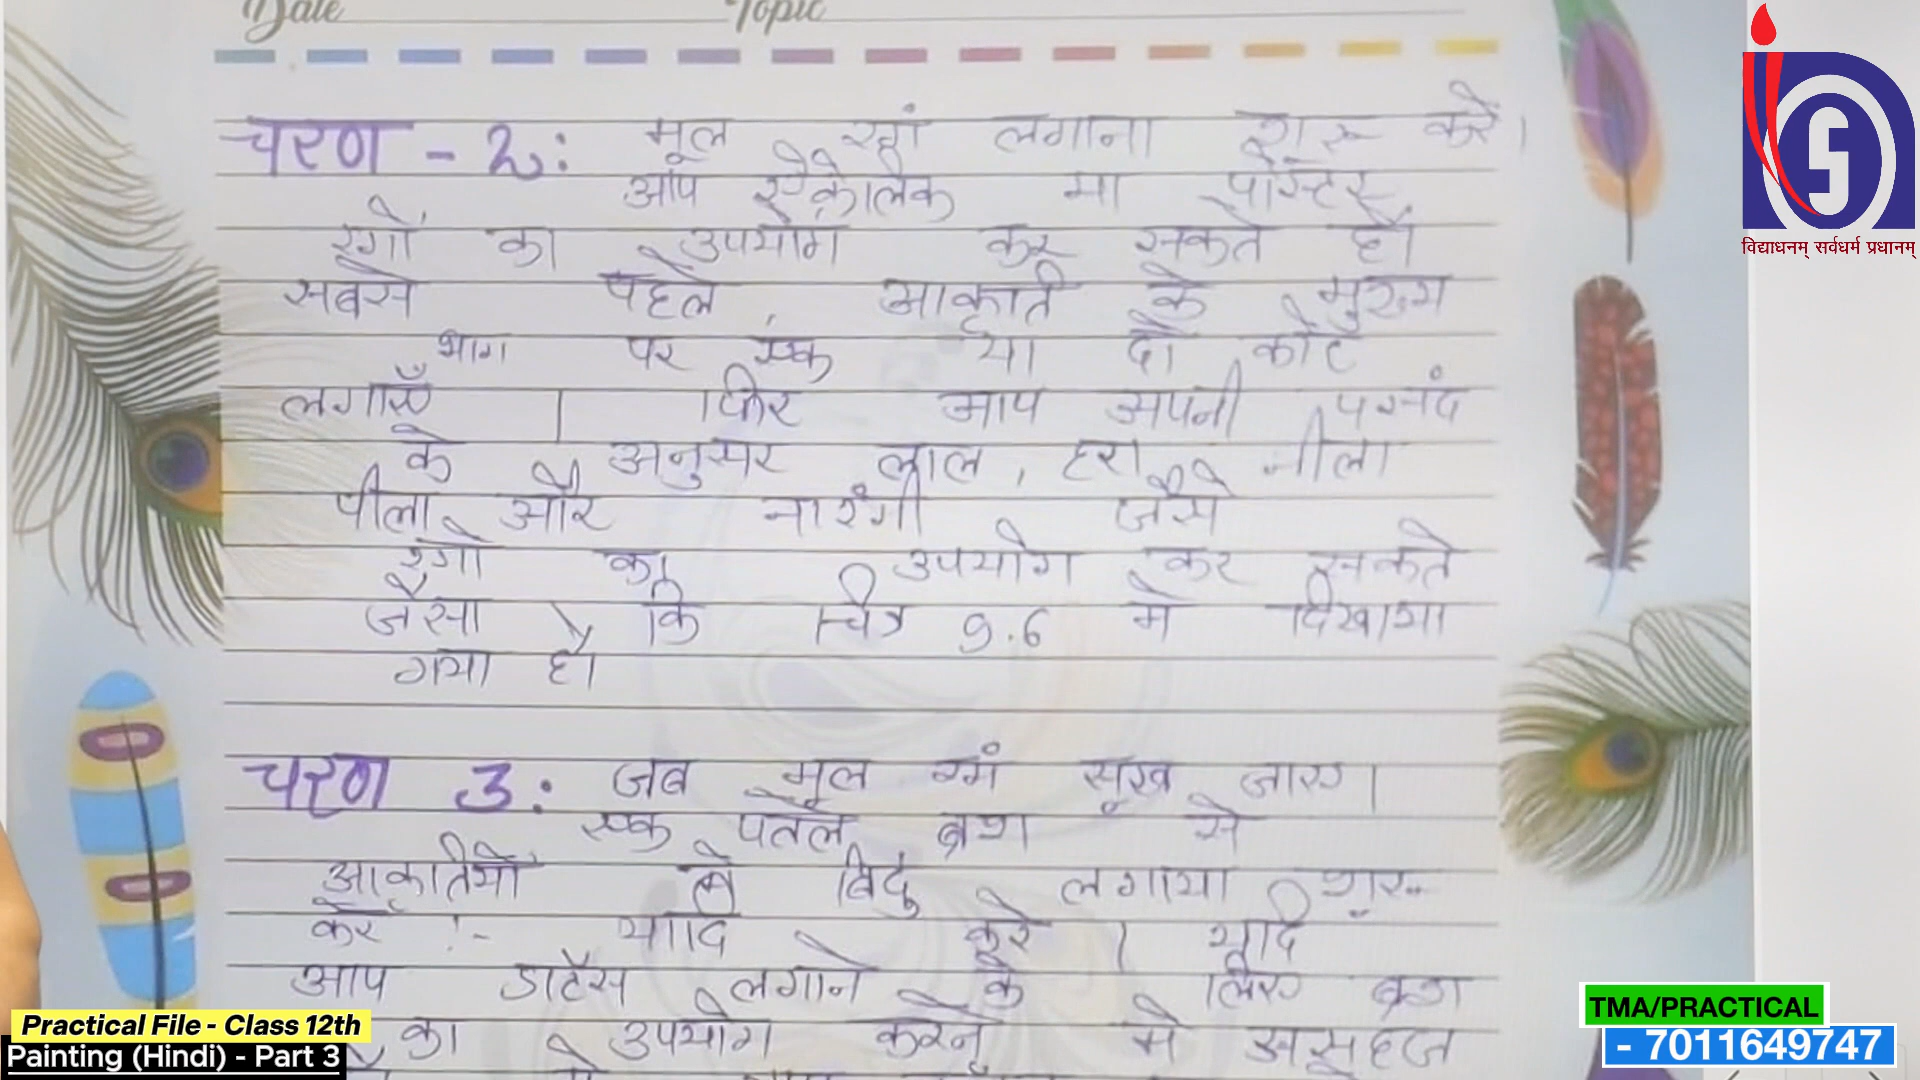 Date Topic
चरण - 2: मूल रंग लगाना शुरू करें।
आप ऐक्रेलिक या पोस्टर
रंगों का उपयोग कर सकते हैं।
सबसे पहले आकृति के मुख्य
भाग पर एक या दो कोट
लगाएँ । फिर आप अपनी पसंद
के अनुसार लाल, हरा, नीला
पीला और नारंगी जैसे
रंगो का उपयोग कर सकते
जैसा कि चित्र 9.6 मे दिखाया
गया है।
चरण 3: जब मूल रंग सूख जाए।
एक पतले ब्रश से
आकृतियों बिंदु लगाया शुरू
करे :- यादि करे । यादि
आप डाटैस लगाने के लिए ब्रश
का उपयोग करने मे असहज
विद्याधनम् सर्वधर्म प्रधानम्
Practical File - Class 12th
Painting (Hindi) - Part 3
TMA/PRACTICAL
- 7011649747